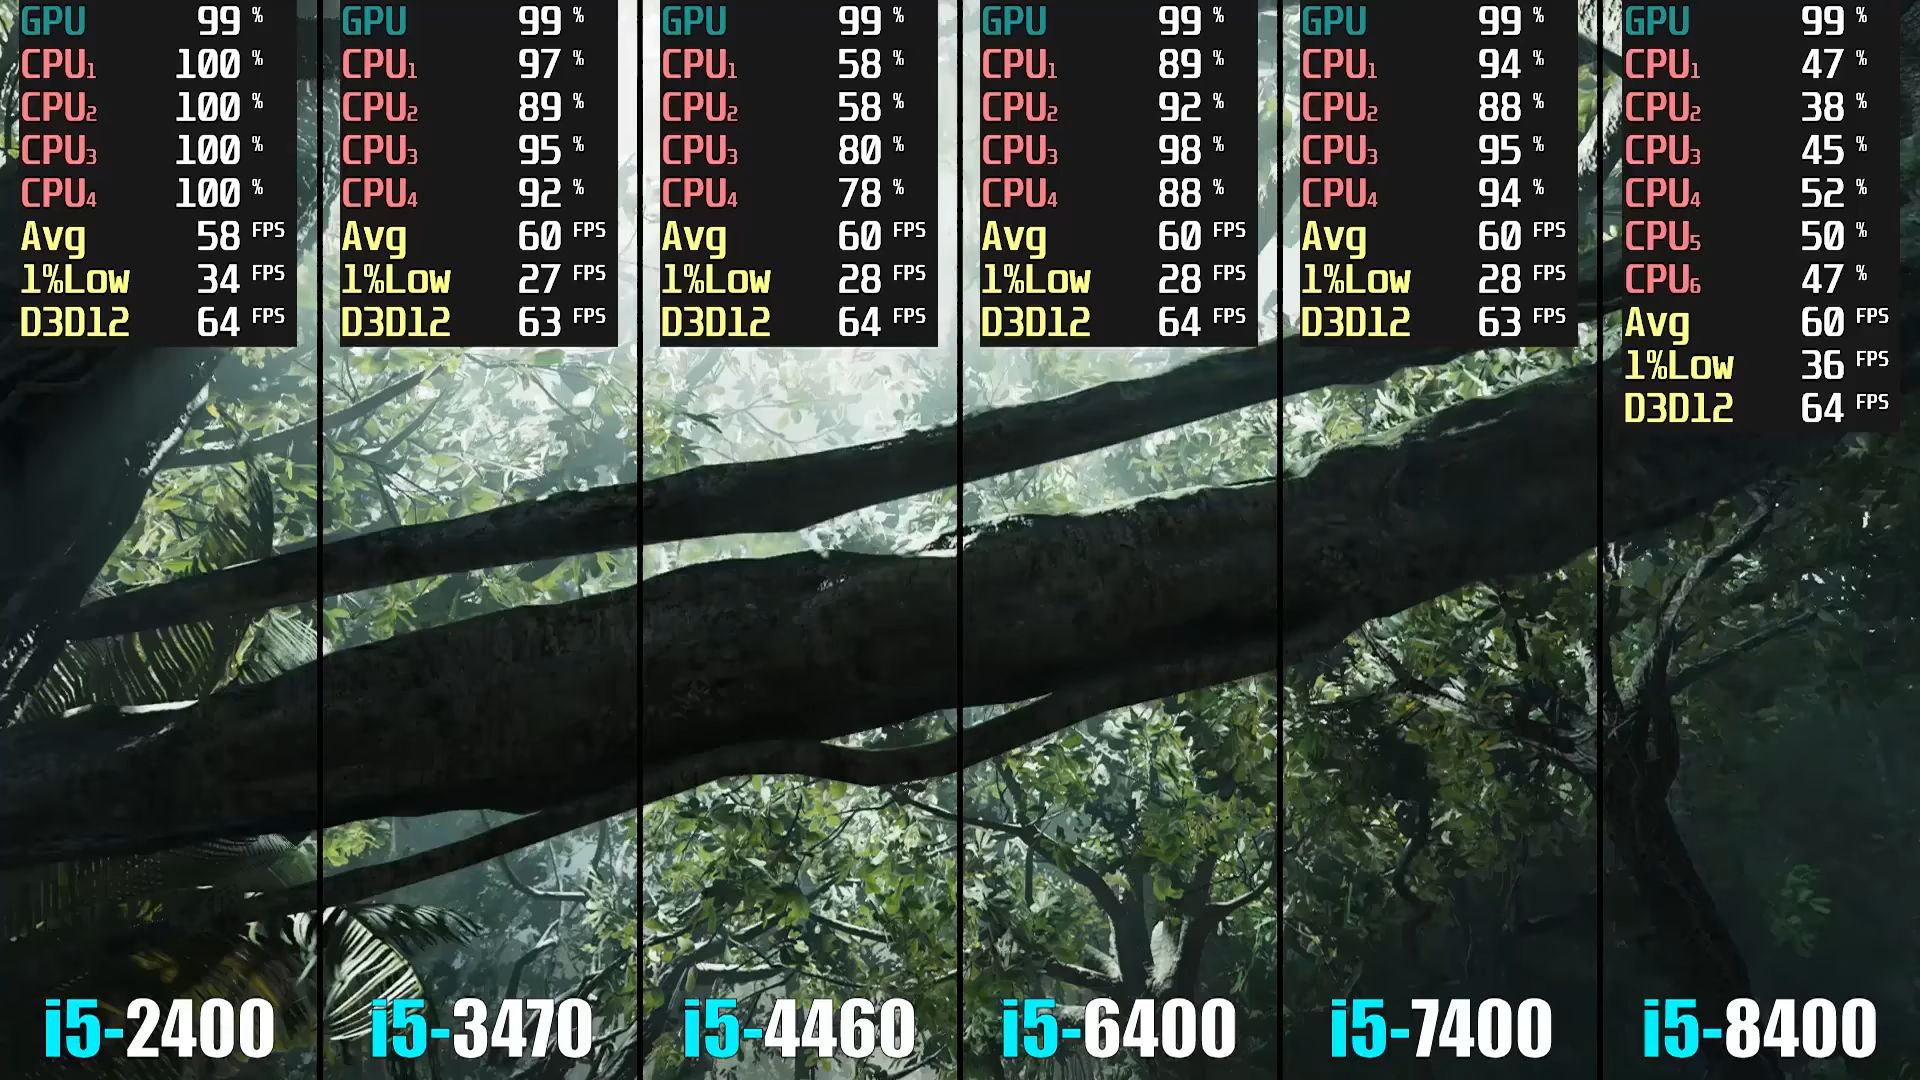 GPU 99 %
CPU1 100 %
CPU2 100 %
CPU3 100 %
CPU4 100 %
Avg 58 FPS
1%Low 34 FPS
D3D12 64 FPS
i5-2400
GPU 99 %
CPU1 97 %
CPU2 89 %
CPU3 95 %
CPU4 92 %
Avg 60 FPS
1%Low 27 FPS
D3D12 63 FPS
i5-3470
GPU 99 %
CPU1 58 %
CPU2 58 %
CPU3 80 %
CPU4 78 %
Avg 60 FPS
1%Low 28 FPS
D3D12 64 FPS
i5-4460
GPU 99 %
CPU1 89 %
CPU2 92 %
CPU3 98 %
CPU4 88 %
Avg 60 FPS
1%Low 28 FPS
D3D12 64 FPS
i5-6400
GPU 99 %
CPU1 94 %
CPU2 88 %
CPU3 95 %
CPU4 94 %
Avg 60 FPS
1%Low 28 FPS
D3D12 63 FPS
i5-7400
GPU 99 %
CPU1 47 %
CPU2 38 %
CPU3 45 %
CPU4 52 %
CPU5 50 %
CPU6 47 %
Avg 60 FPS
1%Low 36 FPS
D3D12 64 FPS
i5-8400